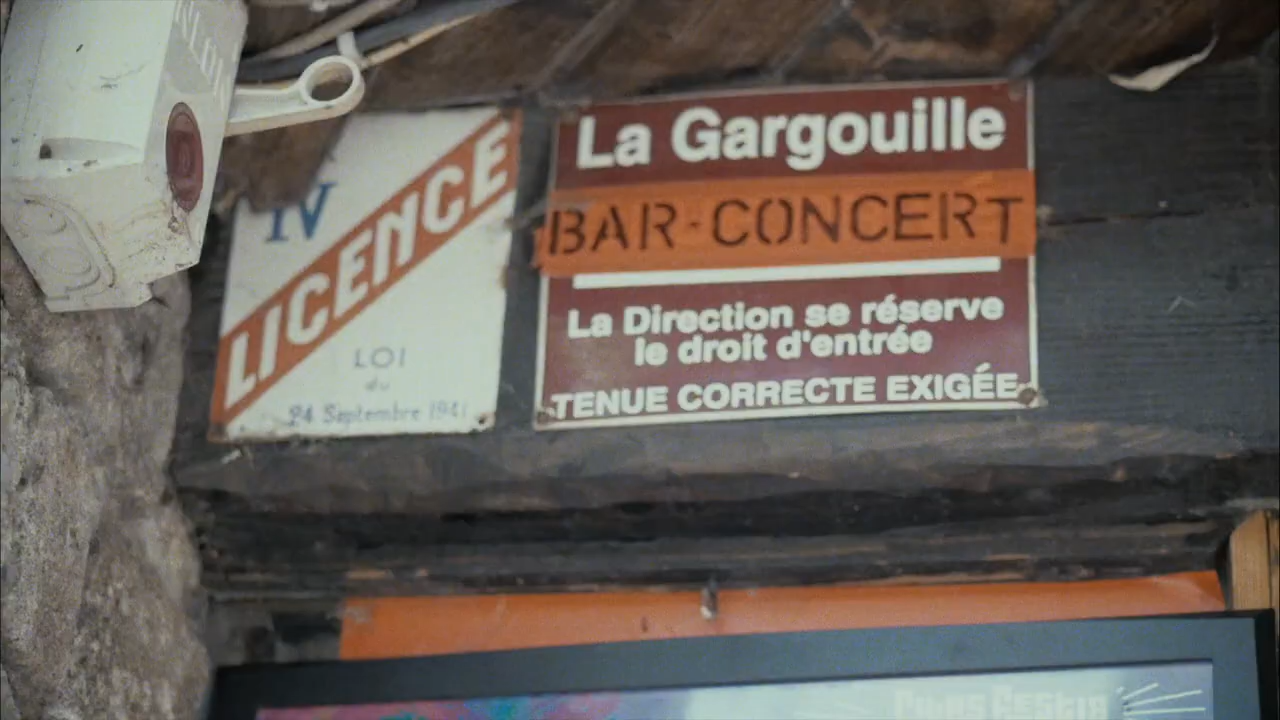 IV
LICENCE
LOI
du
24 Septembre 1941
La Gargouille
BAR-CONCERT
La Direction se réserve
le droit d'entrée
TENUE CORRECTE EXIGÉE